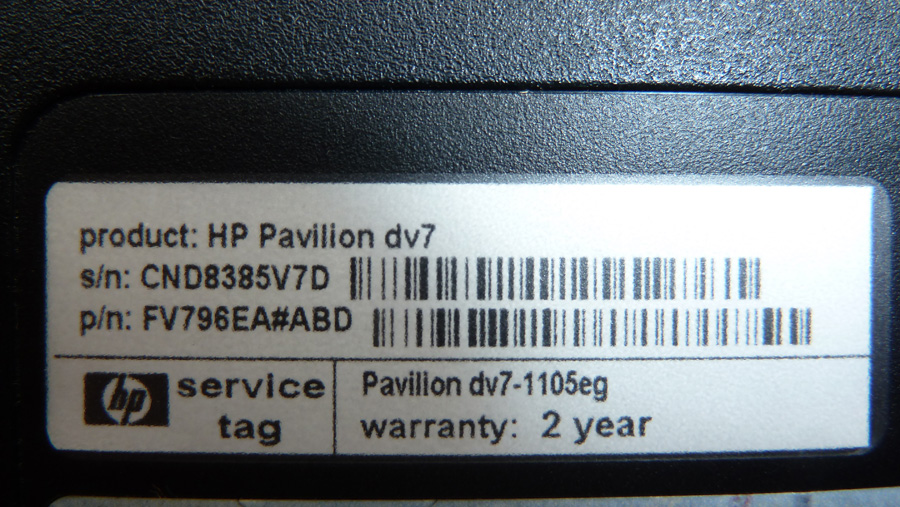 product: HP Pavilion dv7
s/n: CND8385V7D
p/n: FV796EA#ABD
hp service tag
Pavilion dv7-1105eg
warranty: 2 year